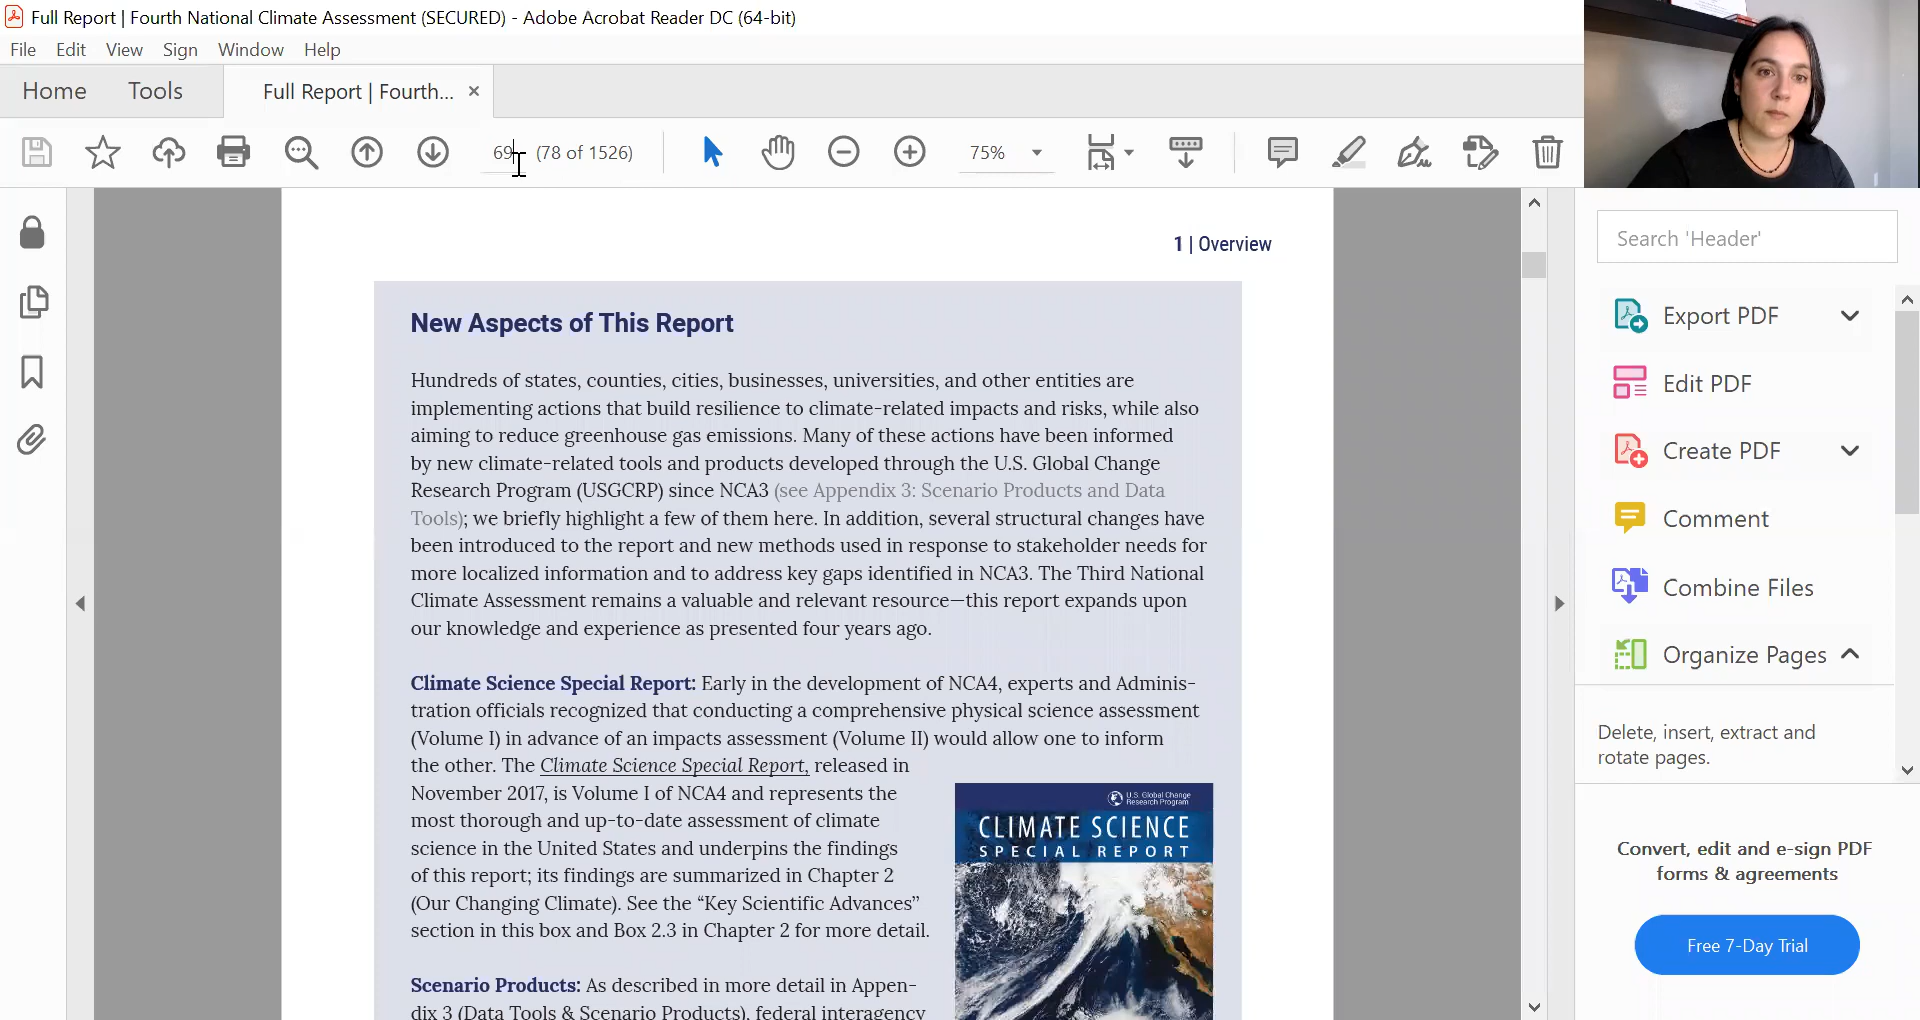 Full Report | Fourth National Climate Assessment (SECURED) - Adobe Acrobat Reader DC (64-bit)
File Edit View Sign Window Help
Home Tools Full Report | Fourth... ×
69 (78 of 1526) 75%
Search 'Header'
Export PDF
Edit PDF
Create PDF
Comment
Combine Files
Organize Pages
Delete, insert, extract and
rotate pages.
Convert, edit and e-sign PDF
forms & agreements
Free 7-Day Trial
1 | Overview
New Aspects of This Report
Hundreds of states, counties, cities, businesses, universities, and other entities are
implementing actions that build resilience to climate-related impacts and risks, while also
aiming to reduce greenhouse gas emissions. Many of these actions have been informed
by new climate-related tools and products developed through the U.S. Global Change
Research Program (USGCRP) since NCA3 (see Appendix 3: Scenario Products and Data
Tools); we briefly highlight a few of them here. In addition, several structural changes have
been introduced to the report and new methods used in response to stakeholder needs for
more localized information and to address key gaps identified in NCA3. The Third National
Climate Assessment remains a valuable and relevant resource—this report expands upon
our knowledge and experience as presented four years ago.
Climate Science Special Report: Early in the development of NCA4, experts and Adminis-
tration officials recognized that conducting a comprehensive physical science assessment
(Volume I) in advance of an impacts assessment (Volume II) would allow one to inform
the other. The Climate Science Special Report, released in
November 2017, is Volume I of NCA4 and represents the
most thorough and up-to-date assessment of climate
science in the United States and underpins the findings
of this report; its findings are summarized in Chapter 2
(Our Changing Climate). See the “Key Scientific Advances”
section in this box and Box 2.3 in Chapter 2 for more detail.
Scenario Products: As described in more detail in Appen-
dix 3 (Data Tools & Scenario Products), federal interagency
U.S. Global Change
Research Program
CLIMATE SCIENCE
SPECIAL REPORT